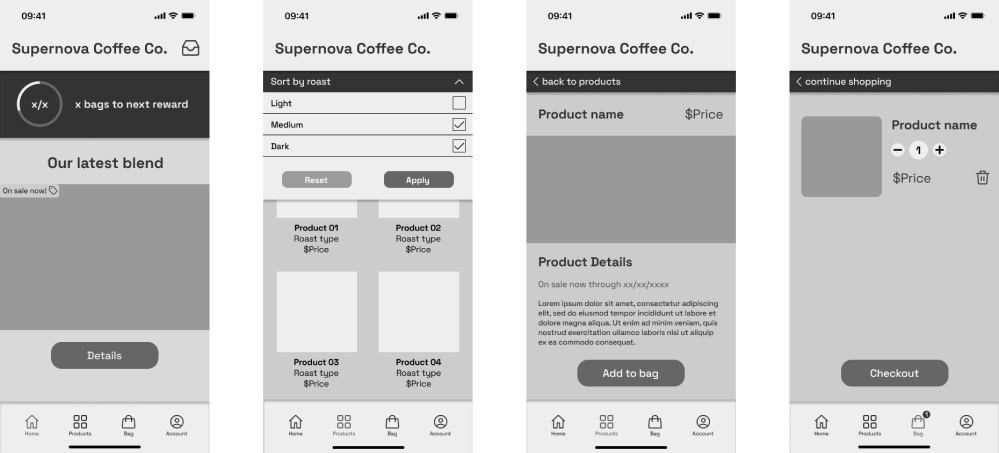 09:41
Supernova Coffee Co.
x/x
x bags to next reward
Our latest blend
On sale now!
Details
Home Products Bag Account
09:41
Supernova Coffee Co.
Sort by roast
Light
Medium
Dark
Reset Apply
Product 01 Product 02
Roast type Roast type
$Price $Price
Product 03 Product 04
Roast type Roast type
$Price $Price
Home Products Bag Account
09:41
Supernova Coffee Co.
back to products
Product name $Price
Product Details
On sale now through xx/xx/xxxx
Lorem ipsum dolor sit amet, consectetur adipiscing
elit, sed do eiusmod tempor incididunt ut labore et
dolore magna aliqua. Ut enim ad minim veniam, quis
nostrud exercitation ullamco laboris nisi ut aliquip
ex ea commodo consequat.
Add to bag
Home Products Bag Account
09:41
Supernova Coffee Co.
continue shopping
Product name
1
$Price
Checkout
1
Home Products Bag Account